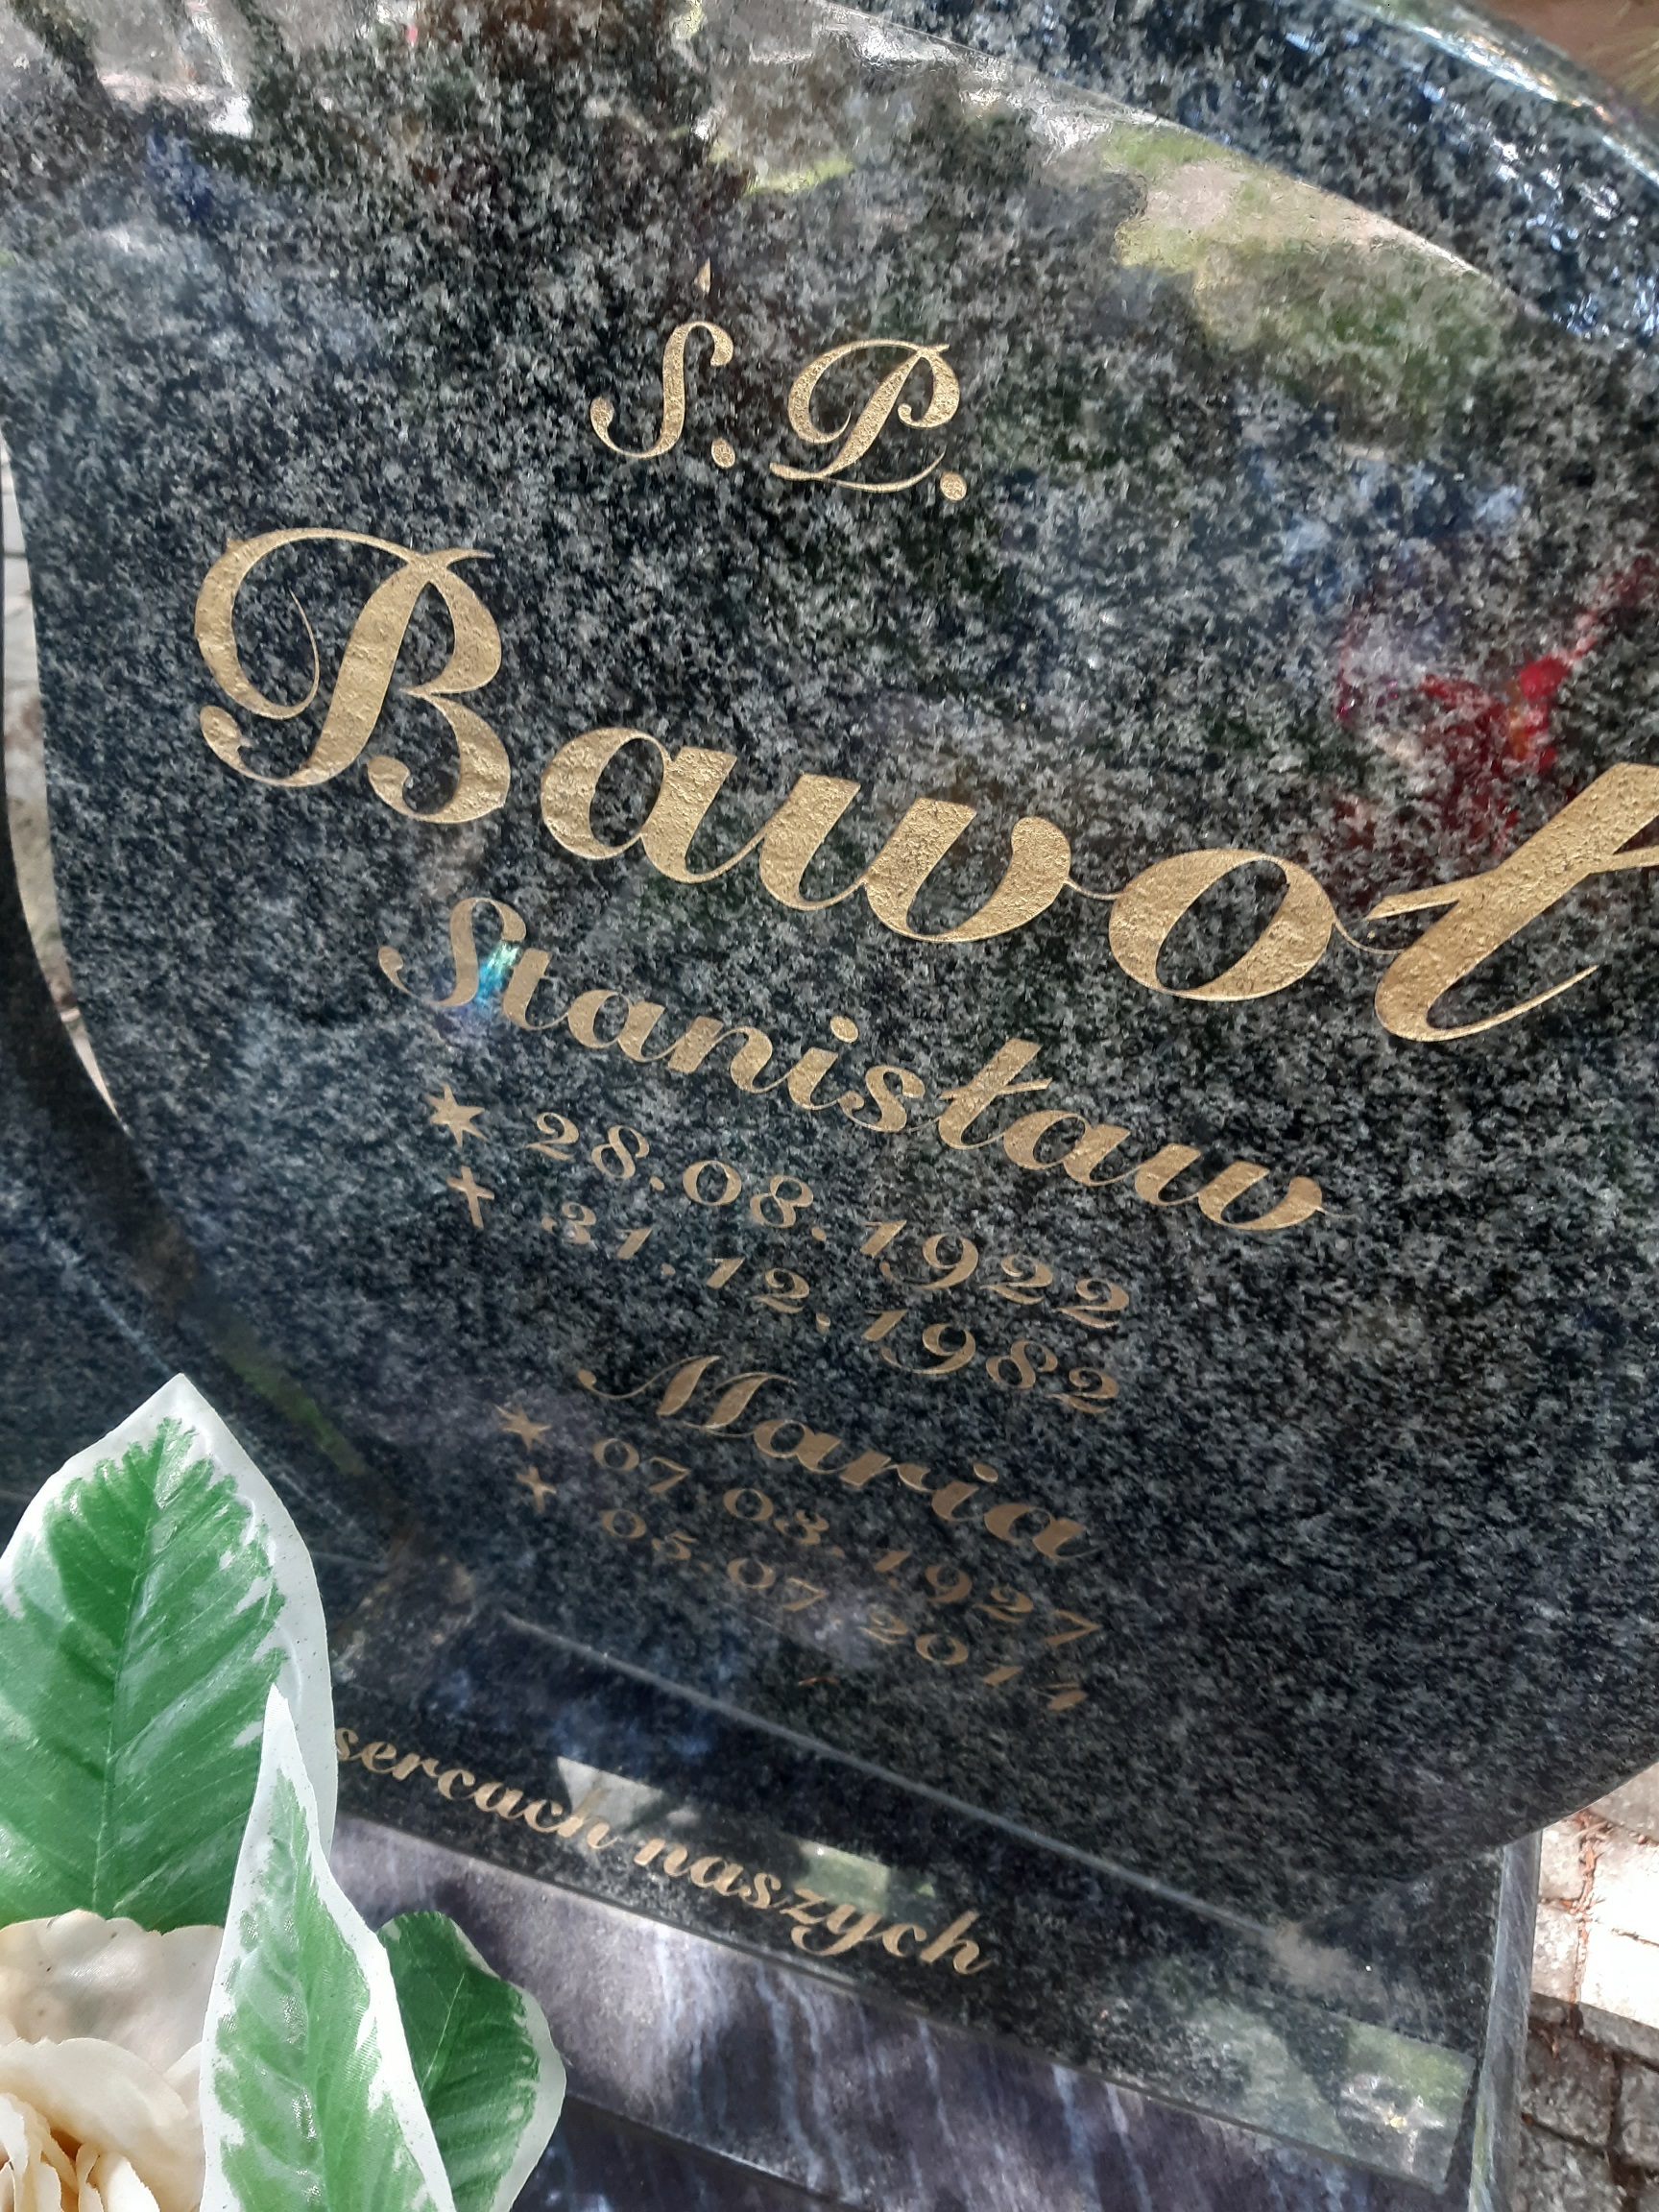 Ś.P.
Bawoł
Stanisław
* 28.08.1922
+ 31.12.1982
Maria
* 07.03.1927
+ 05.07.2014
sercach naszych